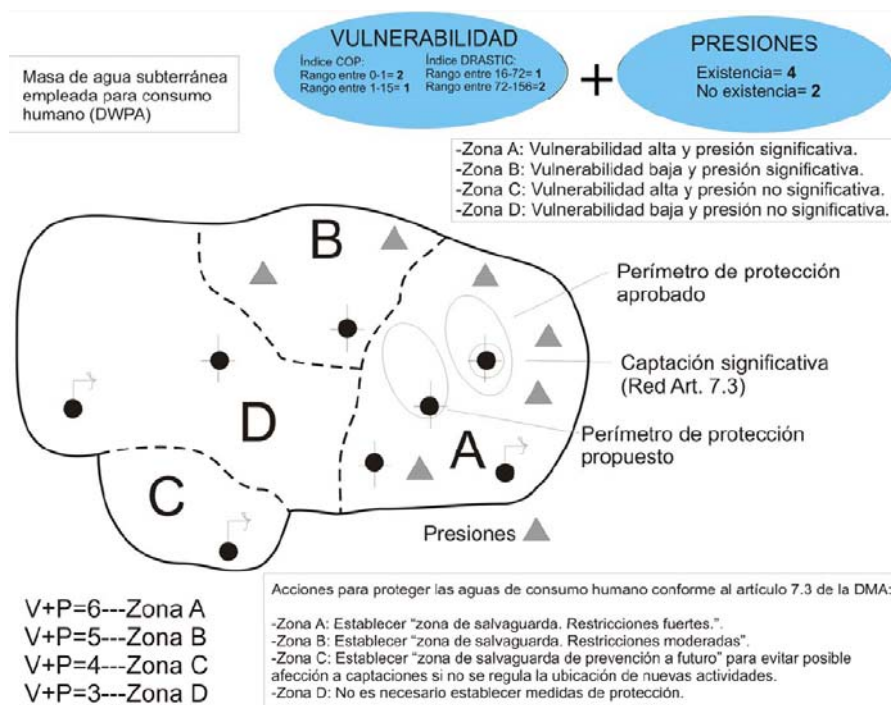 Masa de agua subterránea
empleada para consumo
humano (DWPA)
VULNERABILIDAD
Índice COP:
Rango entre 0-1= 2
Rango entre 1-15= 1
Índice DRASTIC:
Rango entre 16-72= 1
Rango entre 72-156=2
+
PRESIONES
Existencia= 4
No existencia= 2
-Zona A: Vulnerabilidad alta y presión significativa.
-Zona B: Vulnerabilidad baja y presión significativa.
-Zona C: Vulnerabilidad alta y presión no significativa.
-Zona D: Vulnerabilidad baja y presión no significativa.
B
D
A
C
Perímetro de protección
aprobado
Captación significativa
(Red Art. 7.3)
Perímetro de protección
propuesto
Presiones
V+P=6---Zona A
V+P=5---Zona B
V+P=4---Zona C
V+P=3---Zona D
Acciones para proteger las aguas de consumo humano conforme al artículo 7.3 de la DMA:
-Zona A: Establecer “zona de salvaguarda. Restricciones fuertes.”.
-Zona B: Establecer “zona de salvaguarda. Restricciones moderadas”.
-Zona C: Establecer “zona de salvaguarda de prevención a futuro” para evitar posible
afección a captaciones si no se regula la ubicación de nuevas actividades.
-Zona D: No es necesario establecer medidas de protección.